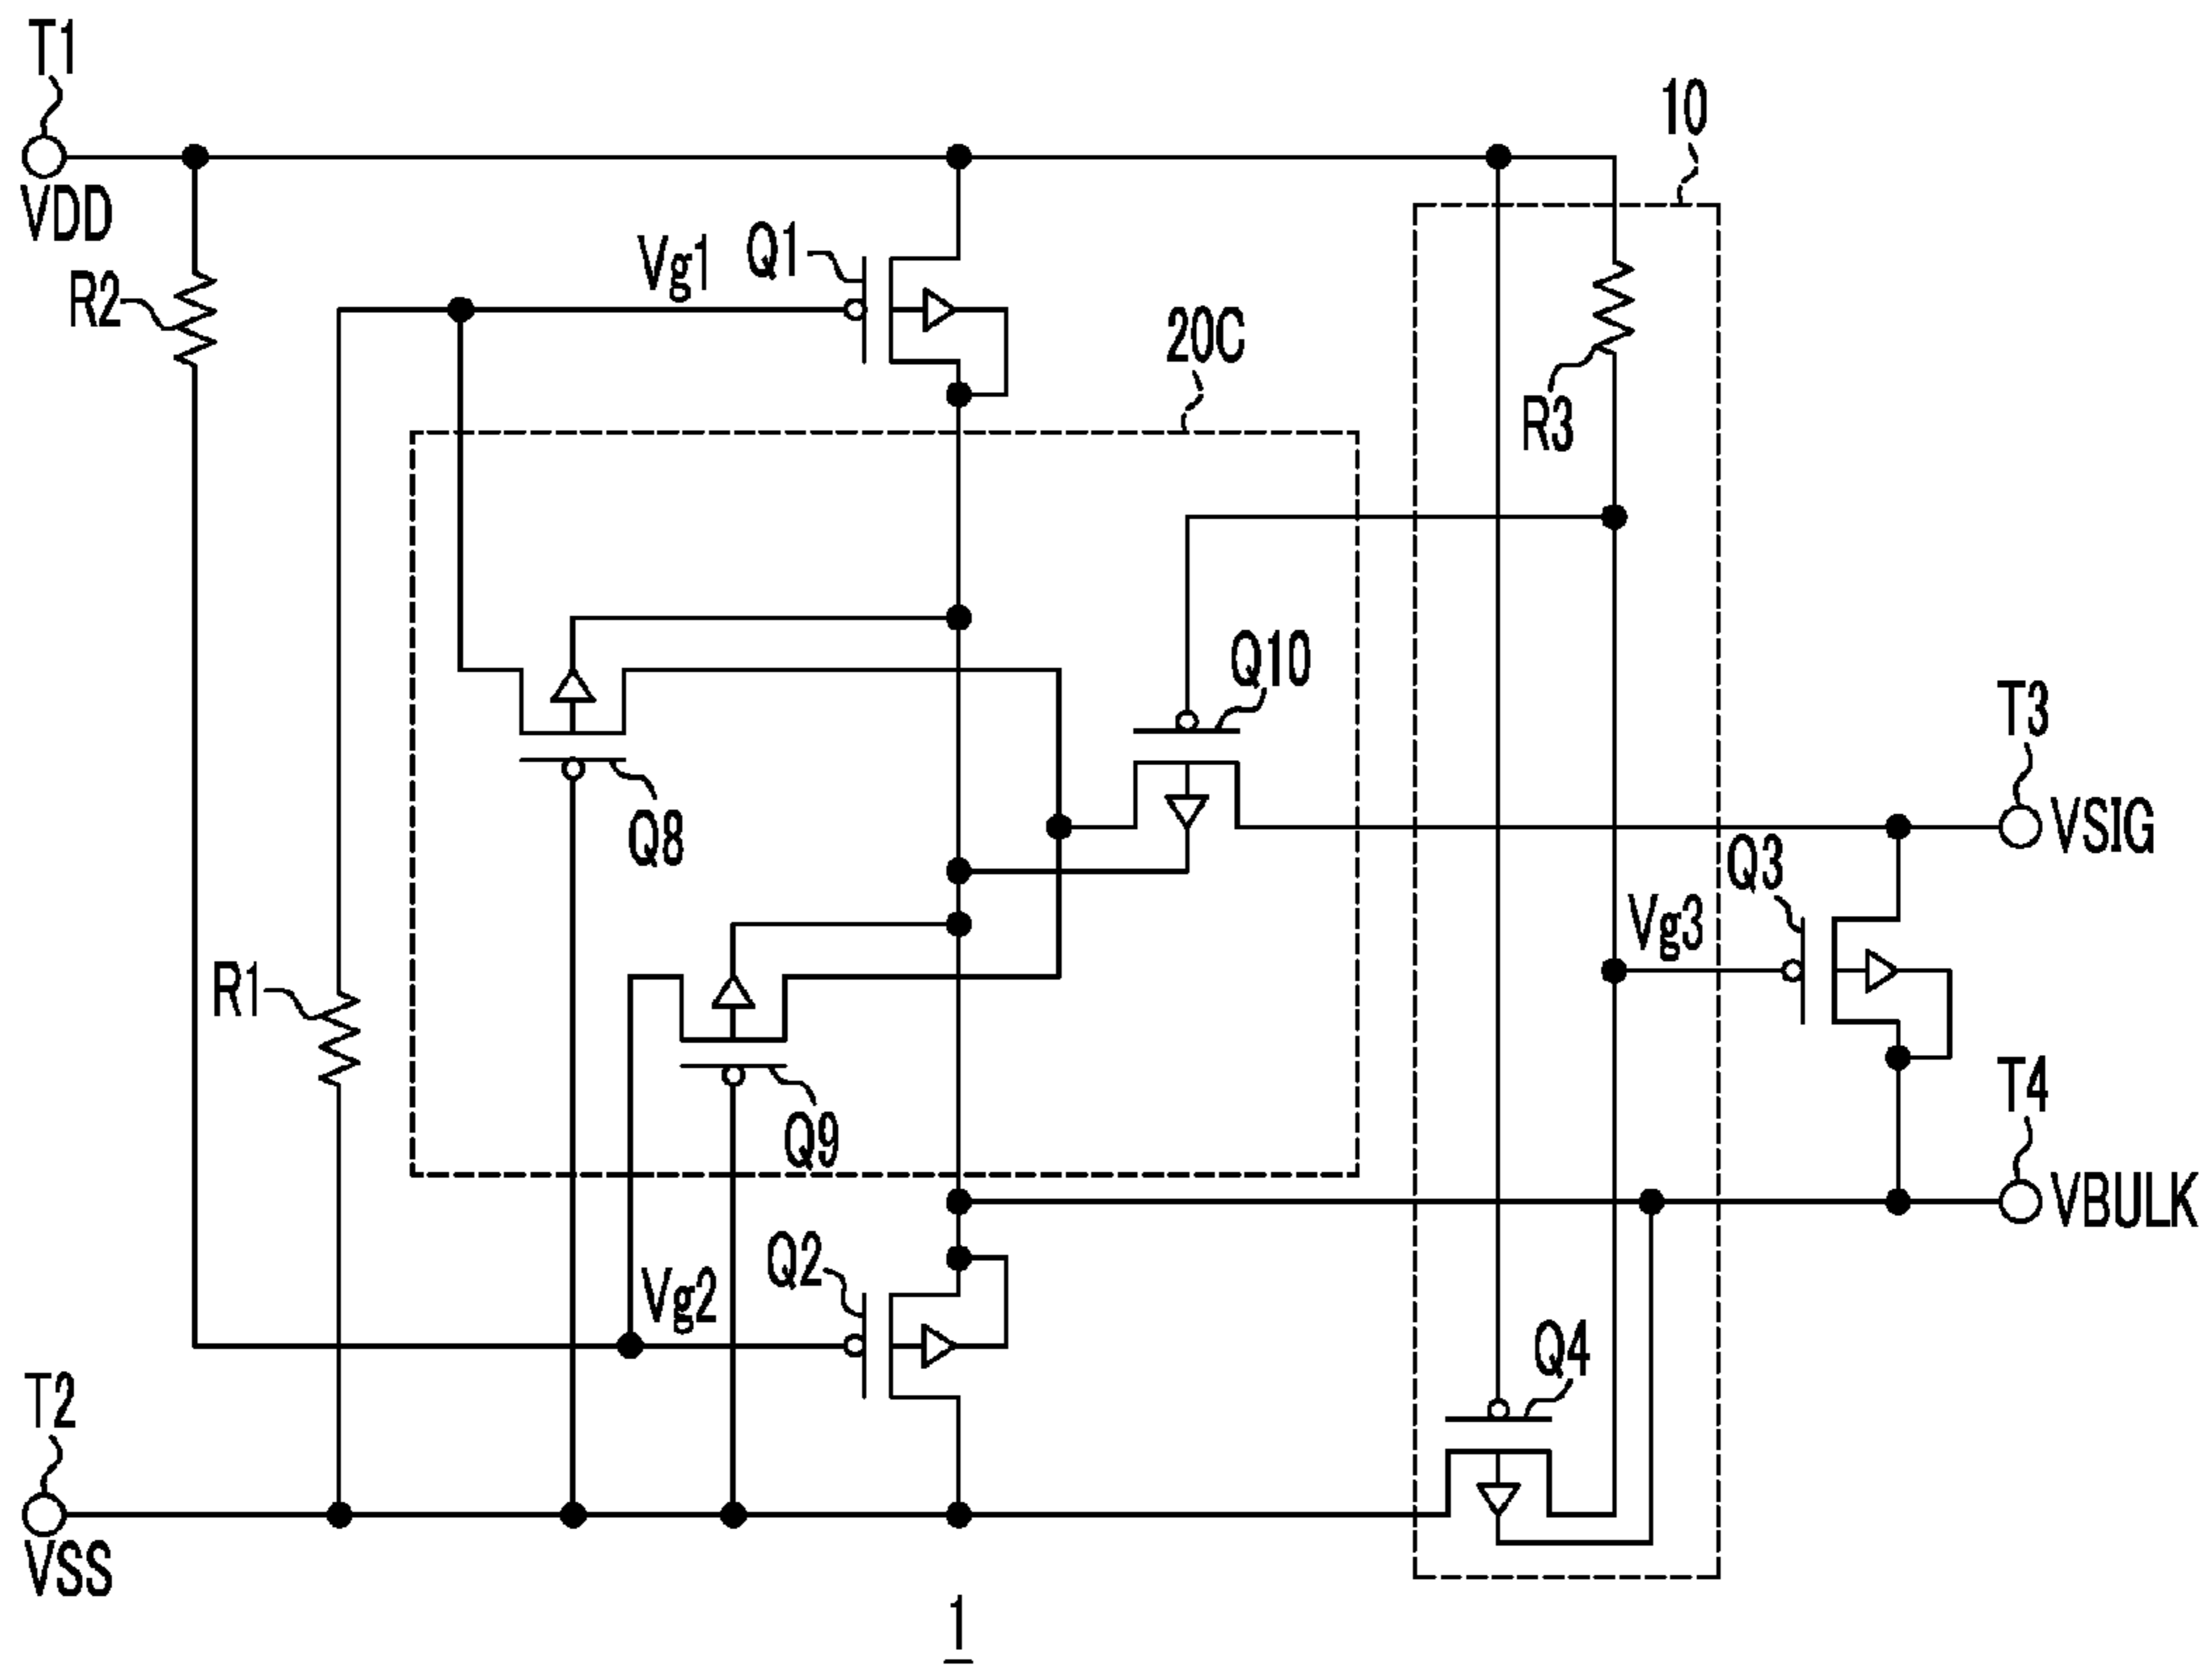 T1
10
VDD
Vg1
Q1
R2
20C
R3
Q10
T3
Q8
VSIG
Q3
Vg3
R1
T4
Q9
VBULK
Q2
Vg2
Q4
T2
VSS
1